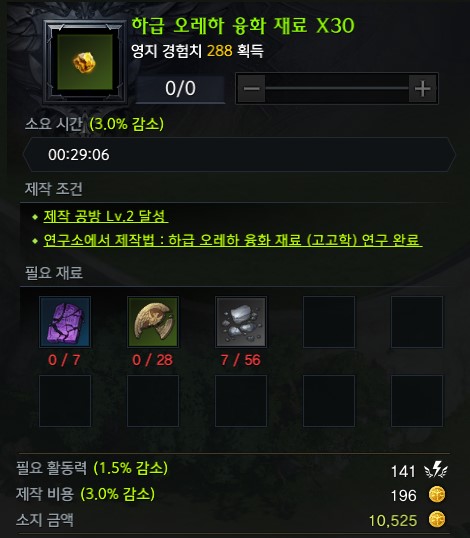 하급 오레하 융화 재료 X30
영지 경험치 288 획득
0/0
소요 시간 (3.0% 감소)
00:29:06
제작 조건
제작 공방 Lv.2 달성
연구소에서 제작법 : 하급 오레하 융화 재료 (고고학) 연구 완료
필요 재료
0 / 7 0 / 28 7 / 56
필요 활동력 (1.5% 감소) 141
제작 비용 (3.0% 감소) 196
소지 금액 10,525